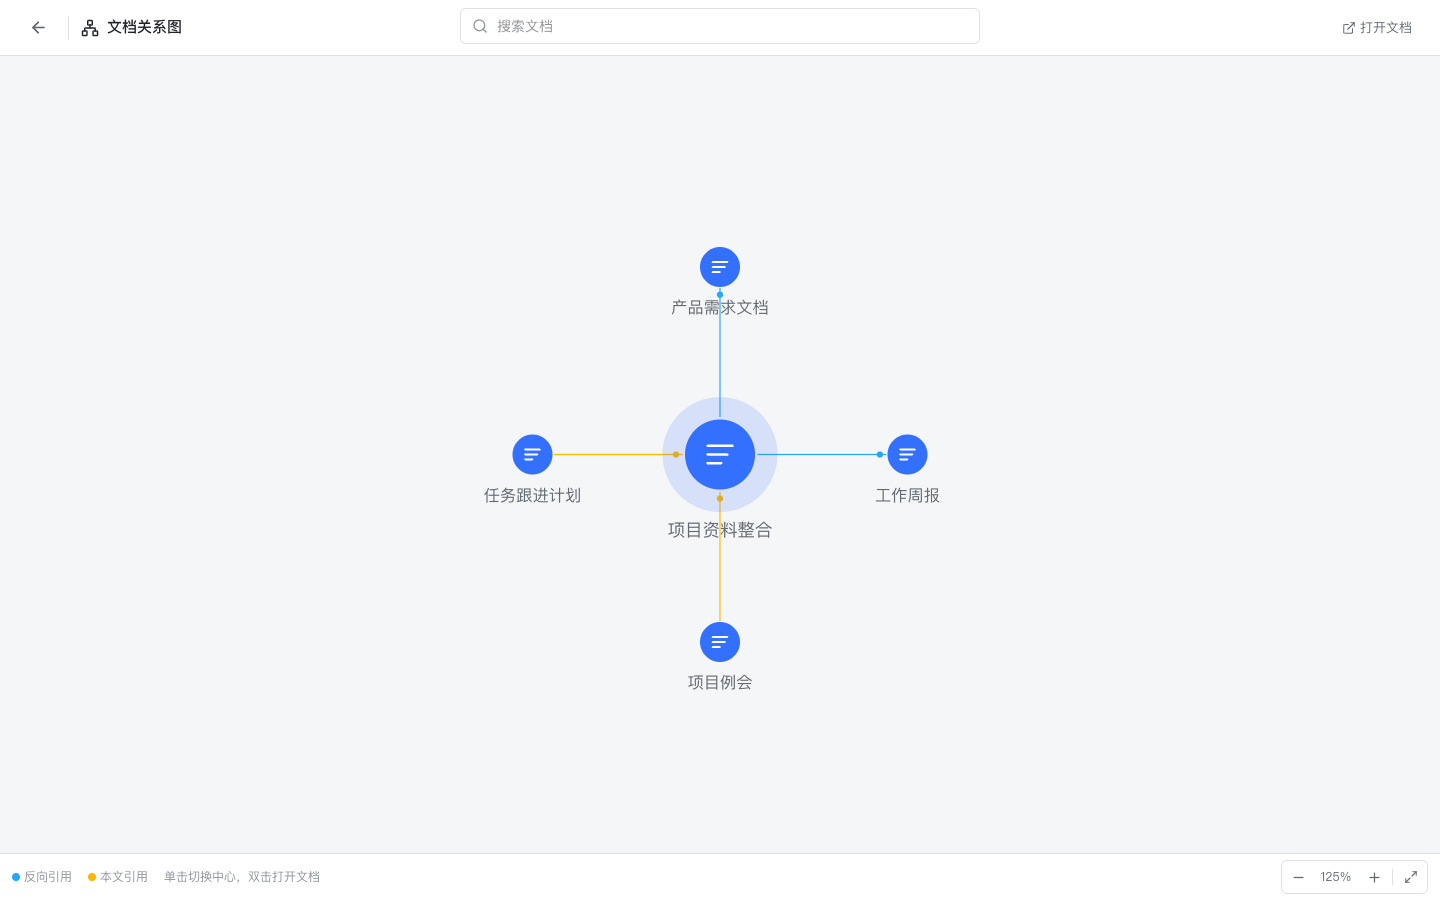 文档关系图
搜索文档
打开文档
产品需求文档
任务跟进计划
工作周报
项目资料整合
项目例会
反向引用
本文引用
单击切换中心，双击打开文档
125%